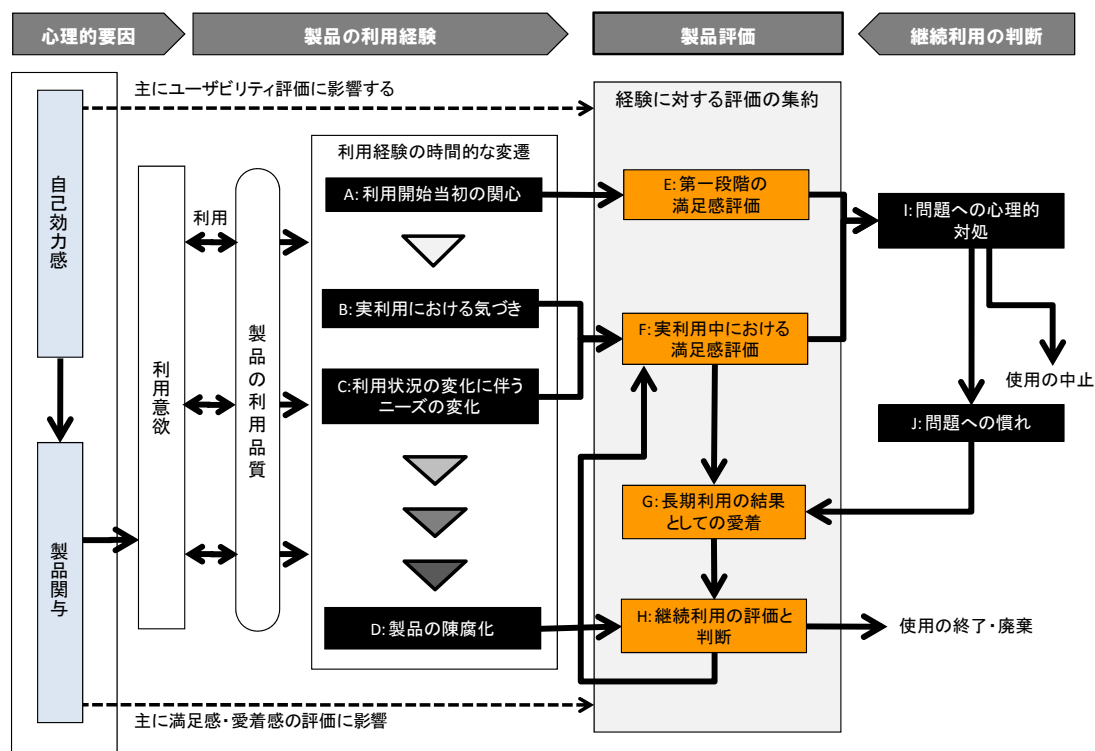 心理的要因
製品の利用経験
製品評価
継続利用の判断
主にユーザビリティ評価に影響する
経験に対する評価の集約
利用経験の時間的な変遷
自己効力感
製品関与
利用意欲
利用
製品の利用品質
A:利用開始当初の関心
B:実利用における気づき
C:利用状況の変化に伴う
ニーズの変化
D:製品の陳腐化
E:第一段階の
満足感評価
F:実利用中における
満足感評価
G:長期利用の結果
としての愛着
H:継続利用の評価と
判断
I:問題への心理的
対処
使用の中止
J:問題への慣れ
使用の終了・廃棄
主に満足感・愛着感の評価に影響